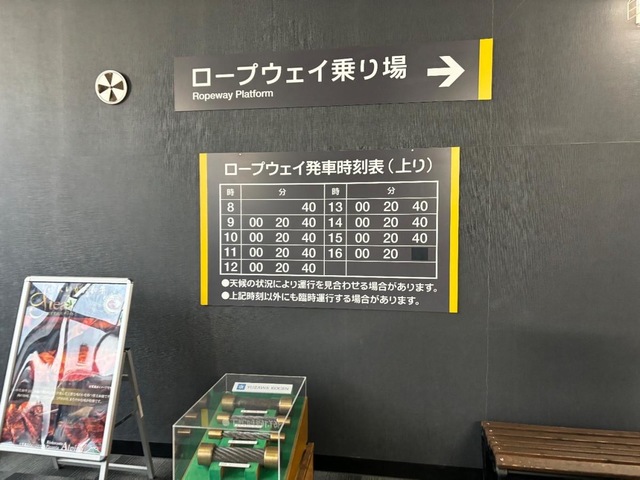 ロープウェイ乗り場
Ropeway Platform
ロープウェイ発車時刻表(上り)
時 分 時 分
8 40 13 00 20 40
9 00 20 40 14 00 20 40
10 00 20 40 15 00 20 40
11 00 20 40 16 00 20
12 00 20 40
●天候の状況により運行を見合わせる場合があります。
●上記時刻以外にも臨時運行する場合があります。